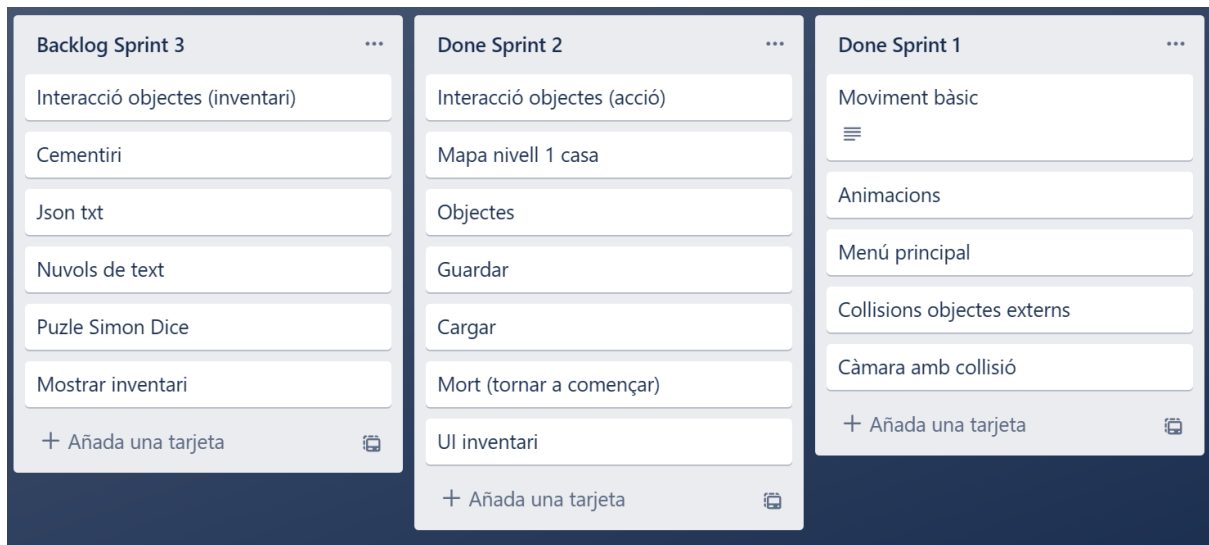 Backlog Sprint 3
Interacció objectes (inventari)
Cementiri
Json txt
Nuvols de text
Puzle Simon Dice
Mostrar inventari
+ Añada una tarjeta
Done Sprint 2
Interacció objectes (acció)
Mapa nivell 1 casa
Objectes
Guardar
Cargar
Mort (tornar a començar)
UI inventari
+ Añada una tarjeta
Done Sprint 1
Moviment bàsic
Animacions
Menú principal
Collisions objectes externs
Càmara amb collisió
+ Añada una tarjeta